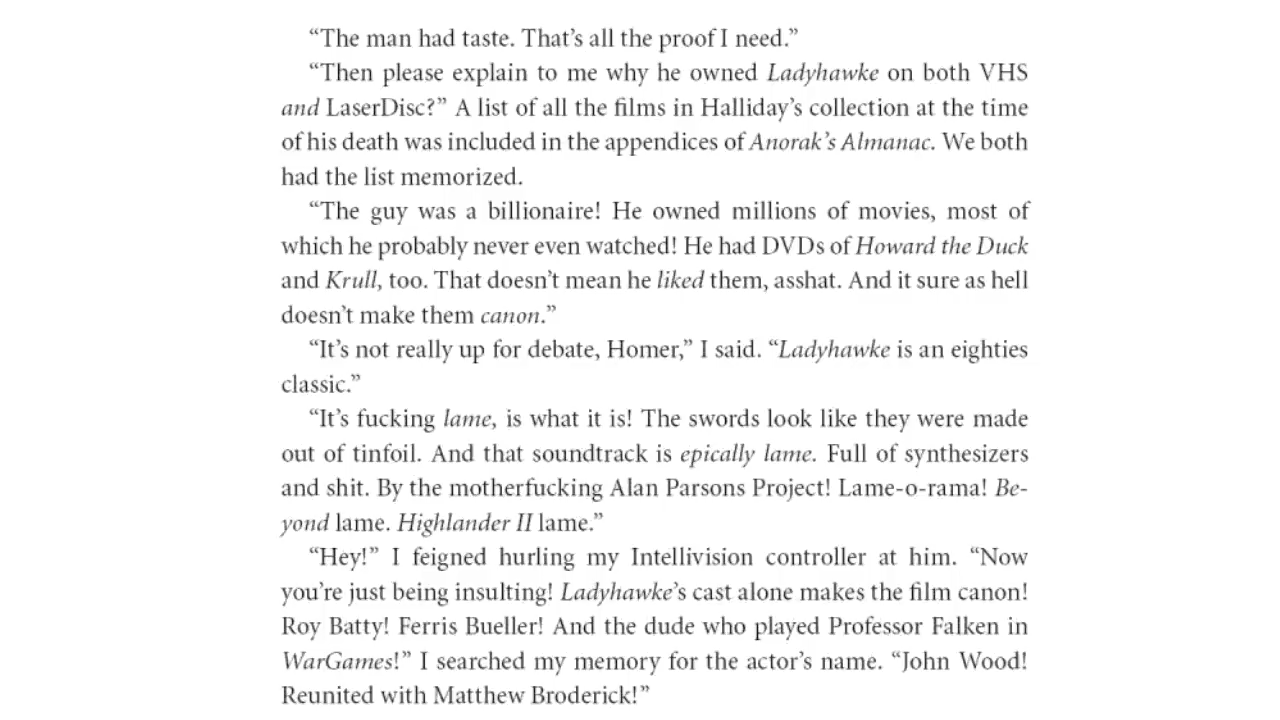 “The man had taste. That’s all the proof I need.”
“Then please explain to me why he owned Ladyhawke on both VHS
and LaserDisc?” A list of all the films in Halliday’s collection at the time
of his death was included in the appendices of Anorak’s Almanac. We both
had the list memorized.
“The guy was a billionaire! He owned millions of movies, most of
which he probably never even watched! He had DVDs of Howard the Duck
and Krull, too. That doesn’t mean he liked them, asshat. And it sure as hell
doesn’t make them canon.”
“It’s not really up for debate, Homer,” I said. “Ladyhawke is an eighties
classic.”
“It’s fucking lame, is what it is! The swords look like they were made
out of tinfoil. And that soundtrack is epically lame. Full of synthesizers
and shit. By the motherfucking Alan Parsons Project! Lame-o-rama! Be-
yond lame. Highlander II lame.”
“Hey!” I feigned hurling my Intellivision controller at him. “Now
you’re just being insulting! Ladyhawke’s cast alone makes the film canon!
Roy Batty! Ferris Bueller! And the dude who played Professor Falken in
WarGames!” I searched my memory for the actor’s name. “John Wood!
Reunited with Matthew Broderick!”